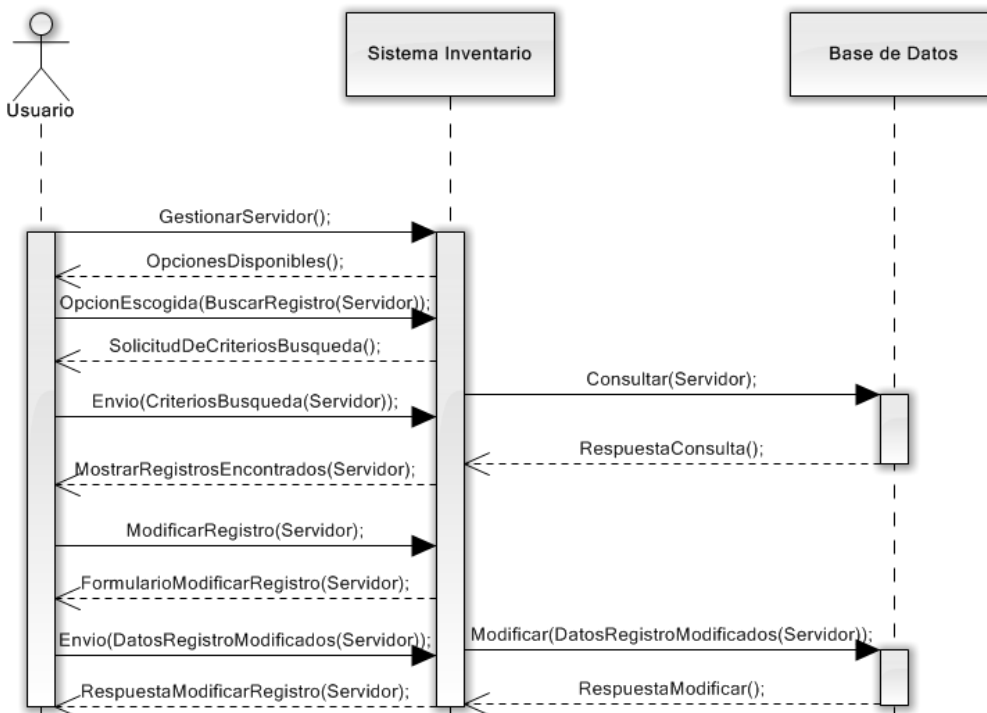 Usuario
Sistema Inventario
Base de Datos
GestionarServidor();
OpcionesDisponibles();
OpcionEscogida(BuscarRegistro(Servidor));
SolicitudDeCriteriosBusqueda();
Consultar(Servidor);
Envio(CriteriosBusqueda(Servidor));
RespuestaConsulta();
MostrarRegistrosEncontrados(Servidor);
ModificarRegistro(Servidor);
FormularioModificarRegistro(Servidor);
Envio(DatosRegistroModificados(Servidor));
Modificar(DatosRegistroModificados(Servidor));
RespuestaModificarRegistro(Servidor);
RespuestaModificar();